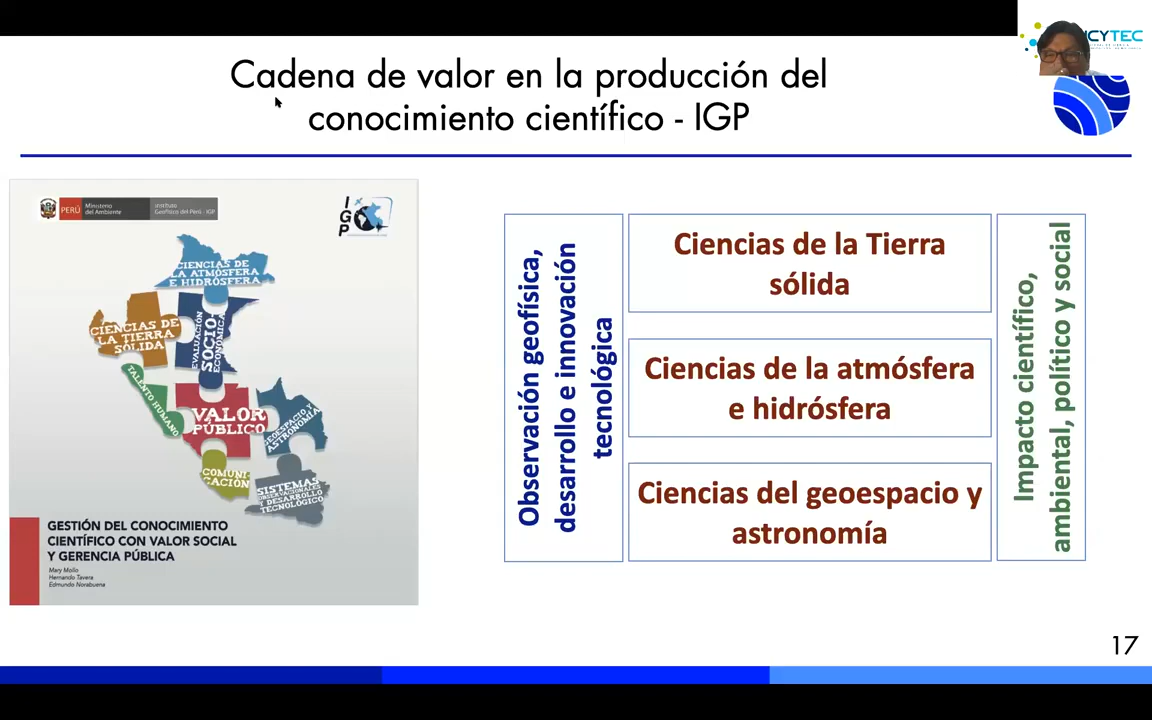 CYTEC
Cadena de valor en la producción del
conocimiento científico - IGP
PERÚ
Ministerio
del Ambiente
Instituto
Geofísico del Perú - IGP
I
G
P
CIENCIAS DE
LA ATMÓSFERA
E HIDRÓSFERA
CIENCIAS DE
LA TIERRA
SÓLIDA
EVALUACIÓN
SOCIO-
ECONÓMICA
TALENTO HUMANO
VALOR
PÚBLICO
GEOESPACIO Y
ASTRONOMÍA
COMUNI-
CACIÓN
SISTEMAS
OBSERVACIONALES
Y DESARROLLO
TECNOLÓGICO
GESTIÓN DEL CONOCIMIENTO
CIENTÍFICO CON VALOR SOCIAL
Y GERENCIA PÚBLICA
Mary Mollo
Hernando Tavera
Edmundo Norabuena
Observación geofísica,
desarrollo e innovación
tecnológica
Ciencias de la Tierra
sólida
Ciencias de la atmósfera
e hidrósfera
Ciencias del geoespacio y
astronomía
Impacto científico,
ambiental, político y social
17